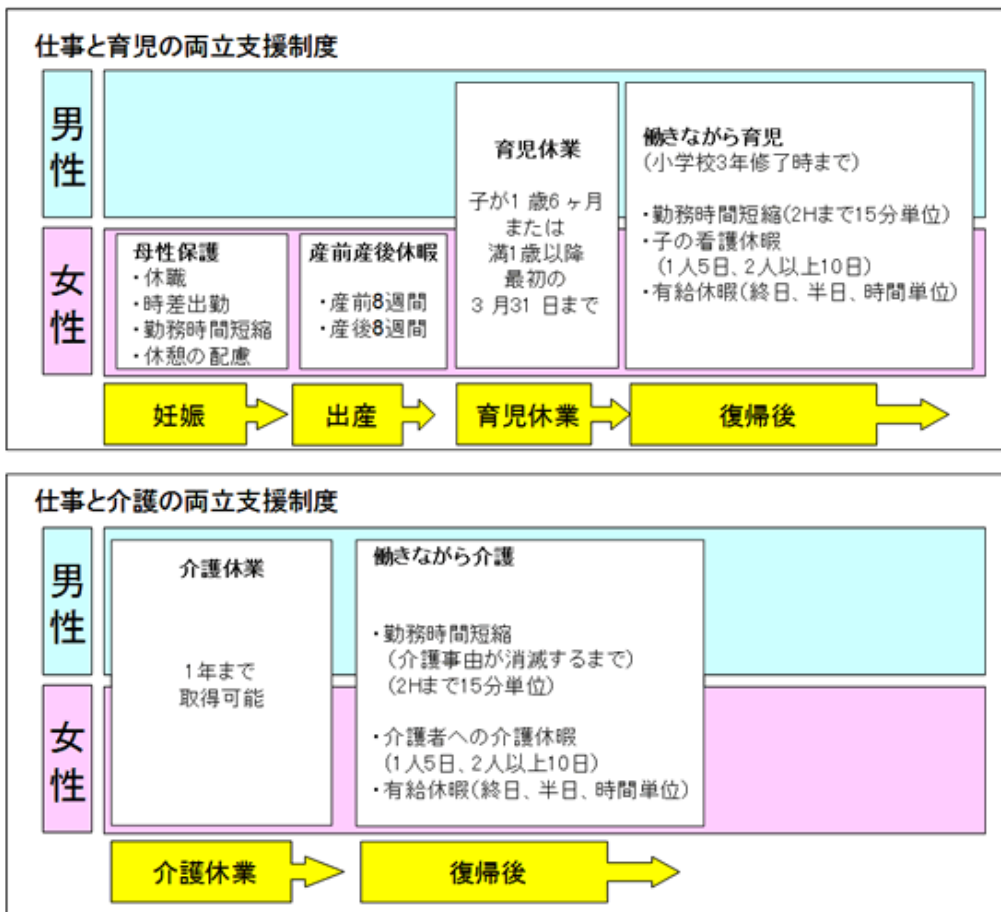 仕事と育児の両立支援制度
男性
女性
母性保護
・休職
・時差出勤
・勤務時間短縮
・休憩の配慮
産前産後休暇
・産前8週間
・産後8週間
育児休業
子が1 歳6 ヶ月
または
満1歳以降
最初の
3 月31 日まで
働きながら育児
(小学校3年修了時まで)
・勤務時間短縮(2Hまで15分単位)
・子の看護休暇
(1人5日、2人以上10日)
・有給休暇(終日、半日、時間単位)
妊娠
出産
育児休業
復帰後
仕事と介護の両立支援制度
男性
女性
介護休業
1年まで
取得可能
働きながら介護
・勤務時間短縮
(介護事由が消滅するまで)
(2Hまで15分単位)
・介護者への介護休暇
(1人5日、2人以上10日)
・有給休暇(終日、半日、時間単位)
介護休業
復帰後